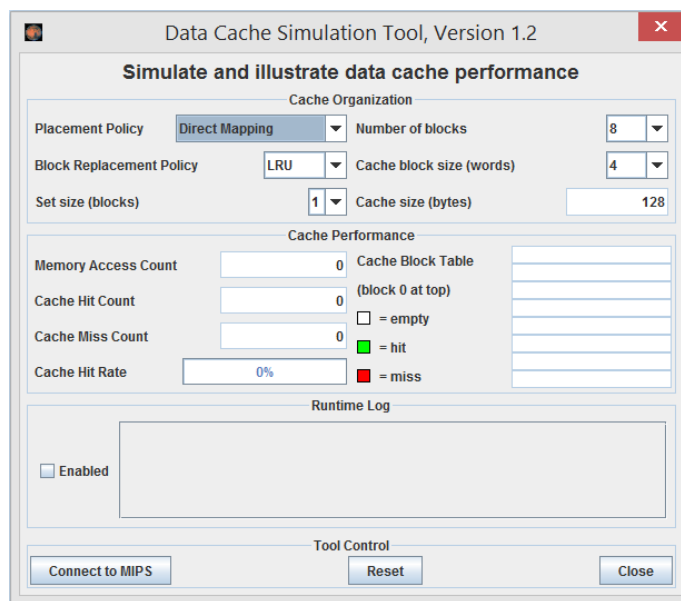 Data Cache Simulation Tool, Version 1.2
x
Simulate and illustrate data cache performance
Cache Organization
Placement Policy Direct Mapping Number of blocks 8
Block Replacement Policy LRU Cache block size (words) 4
Set size (blocks) 1 Cache size (bytes) 128
Cache Performance
Memory Access Count 0 Cache Block Table
Cache Hit Count 0 (block 0 at top)
= empty
Cache Miss Count 0 = hit
Cache Hit Rate 0% = miss
Runtime Log
Enabled
Tool Control
Connect to MIPS Reset Close